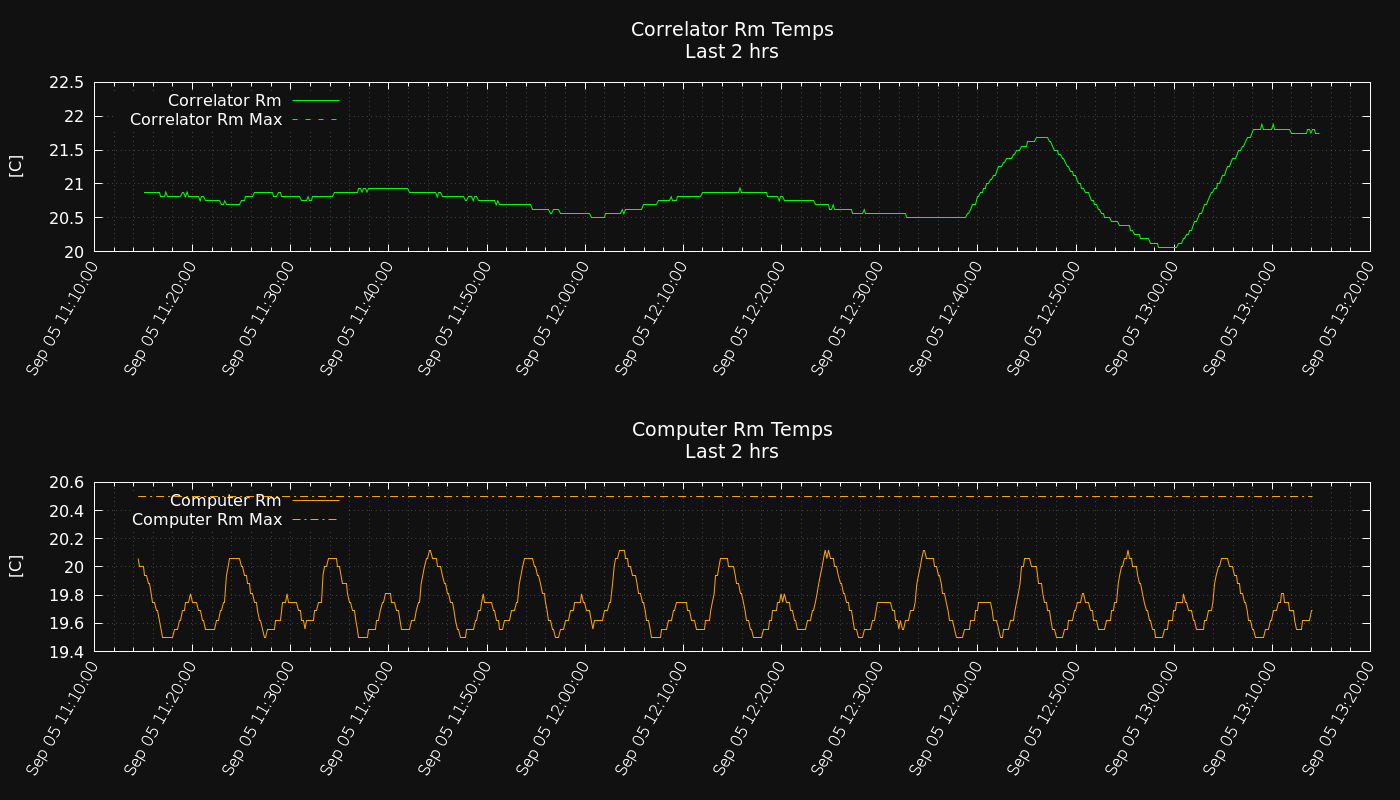 Correlator Rm Temps
Last 2 hrs
22.5
22
21.5
21
20.5
20
[C]
Correlator Rm
Correlator Rm Max
Sep 05 11:10:00
Sep 05 11:20:00
Sep 05 11:30:00
Sep 05 11:40:00
Sep 05 11:50:00
Sep 05 12:00:00
Sep 05 12:10:00
Sep 05 12:20:00
Sep 05 12:30:00
Sep 05 12:40:00
Sep 05 12:50:00
Sep 05 13:00:00
Sep 05 13:10:00
Sep 05 13:20:00
Computer Rm Temps
Last 2 hrs
20.6
20.4
20.2
20
19.8
19.6
19.4
[C]
Computer Rm
Computer Rm Max
Sep 05 11:10:00
Sep 05 11:20:00
Sep 05 11:30:00
Sep 05 11:40:00
Sep 05 11:50:00
Sep 05 12:00:00
Sep 05 12:10:00
Sep 05 12:20:00
Sep 05 12:30:00
Sep 05 12:40:00
Sep 05 12:50:00
Sep 05 13:00:00
Sep 05 13:10:00
Sep 05 13:20:00